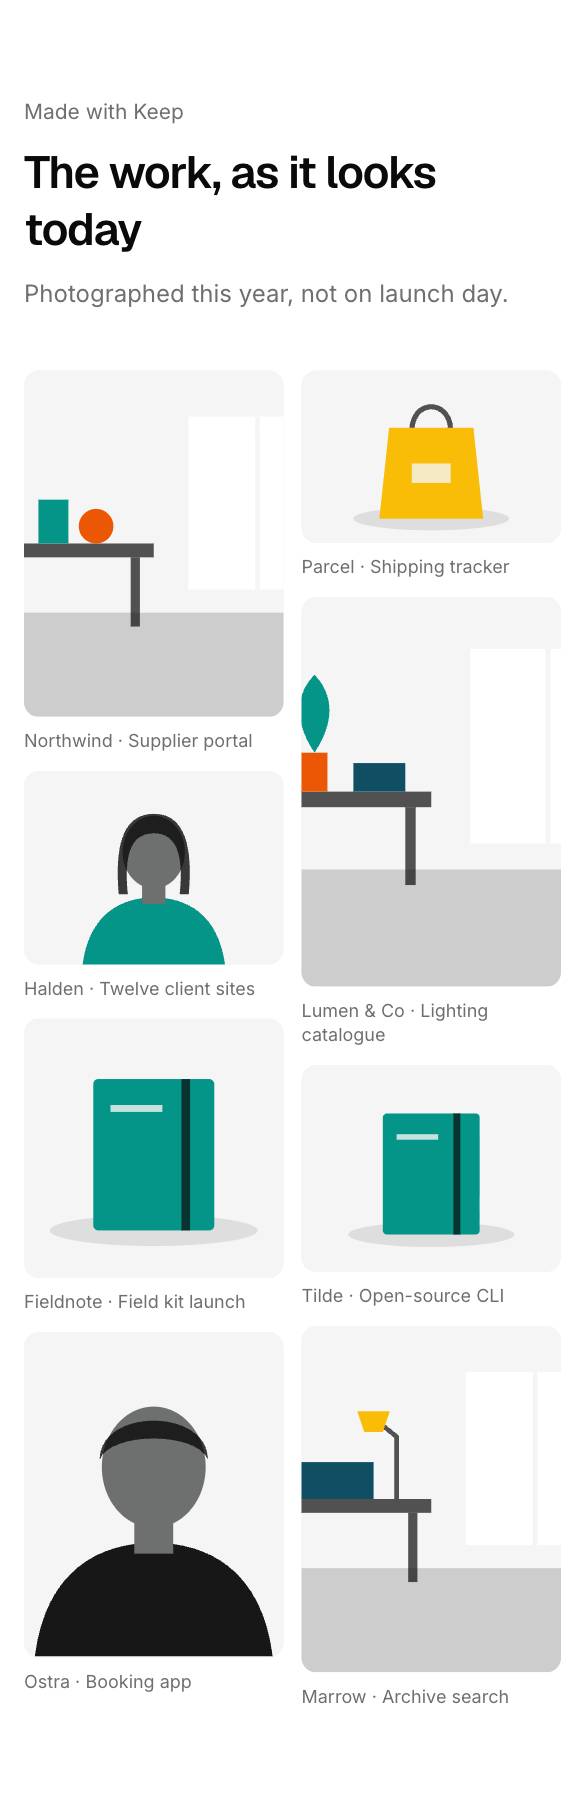 Made with Keep
The work, as it looks
today
Photographed this year, not on launch day.
Northwind · Supplier portal
Halden · Twelve client sites
Fieldnote · Field kit launch
Ostra · Booking app
Parcel · Shipping tracker
Lumen & Co · Lighting
catalogue
Tilde · Open-source CLI
Marrow · Archive search